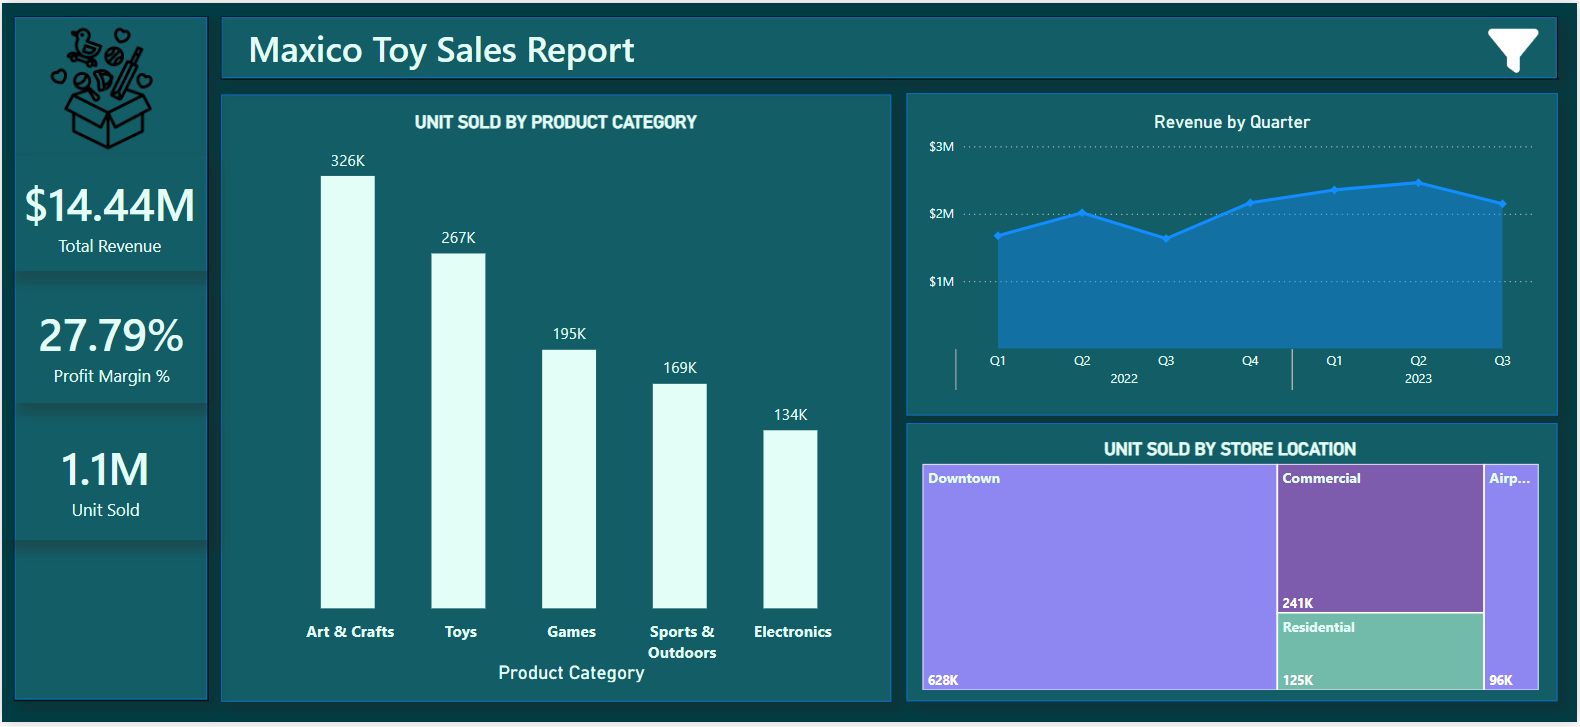 Maxico Toy Sales Report
$14.44M
Total Revenue
27.79%
Profit Margin %
1.1M
Unit Sold
UNIT SOLD BY PRODUCT CATEGORY
326K
267K
195K
169K
134K
Art & Crafts
Toys
Games
Sports &
Outdoors
Electronics
Product Category
Revenue by Quarter
$3M
$2M
$1M
Q1 Q2 Q3 Q4 Q1 Q2 Q3
2022 2023
UNIT SOLD BY STORE LOCATION
Downtown
628K
Commercial
241K
Residential
125K
Airp...
96K